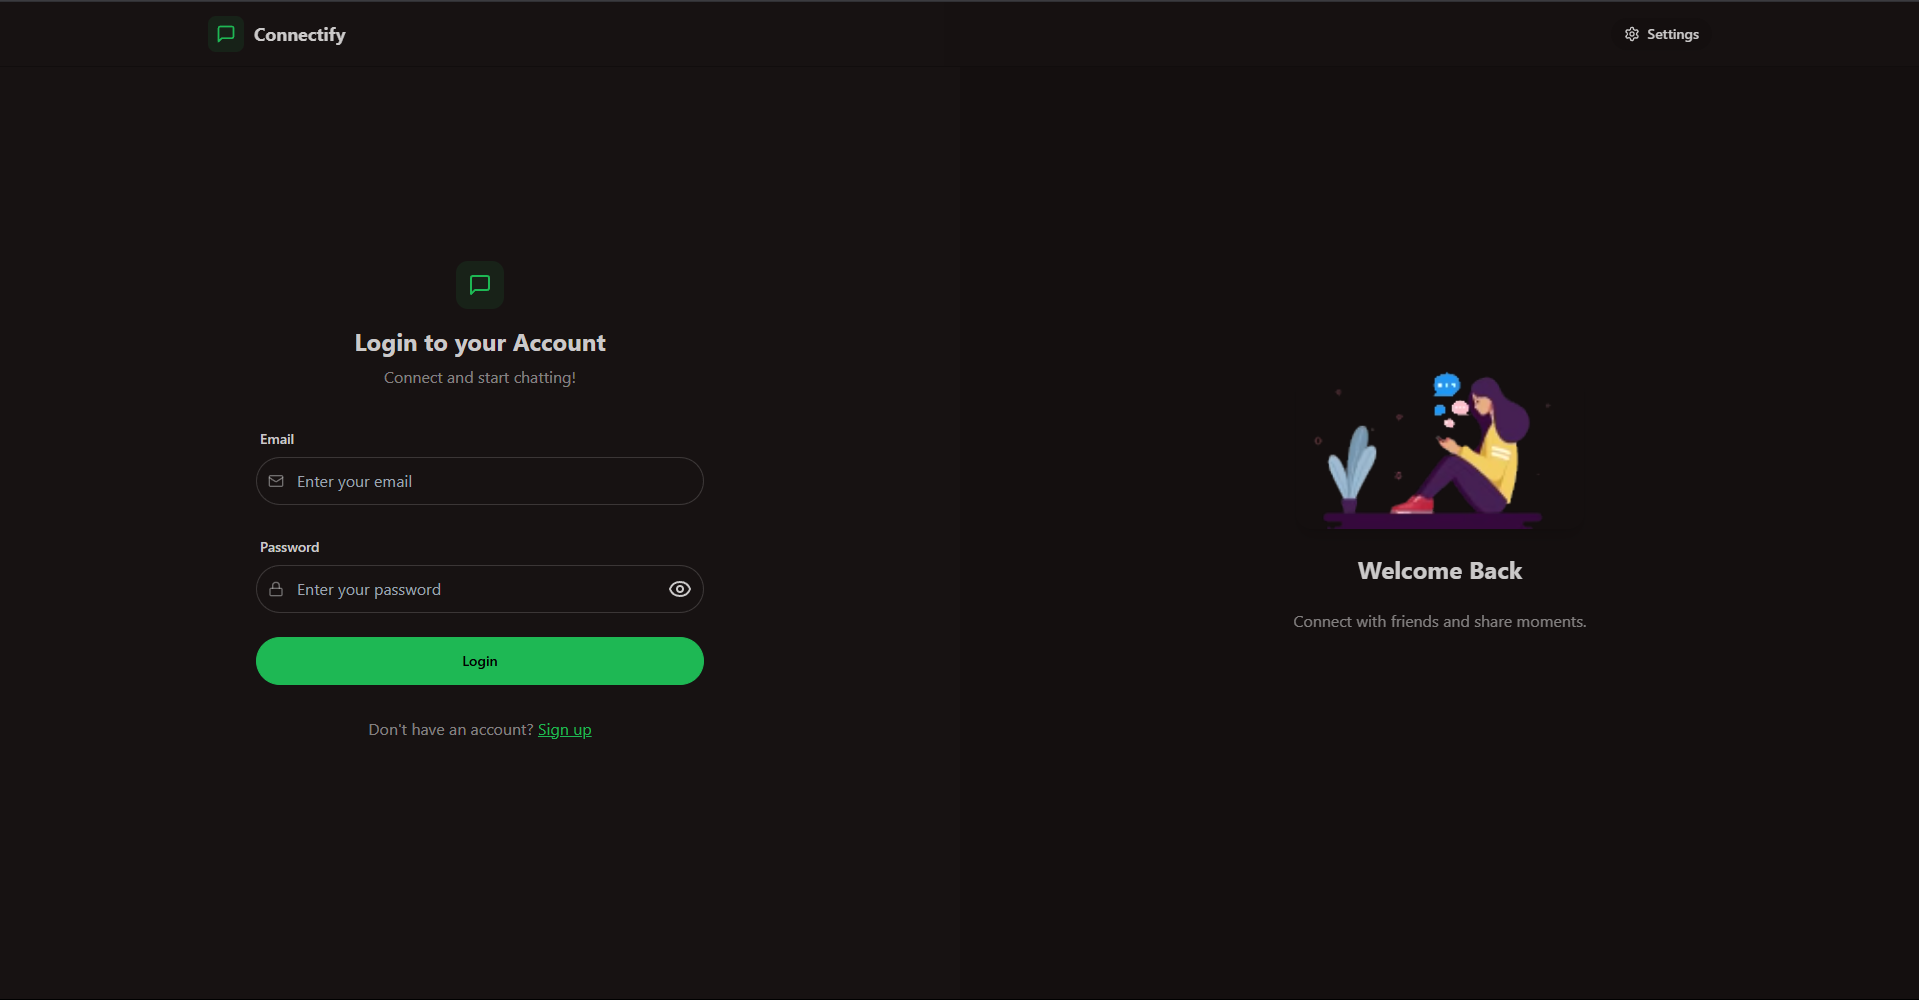 Connectify
Settings
Login to your Account
Connect and start chatting!
Email
Enter your email
Password
Enter your password
Login
Don't have an account? Sign up
Welcome Back
Connect with friends and share moments.